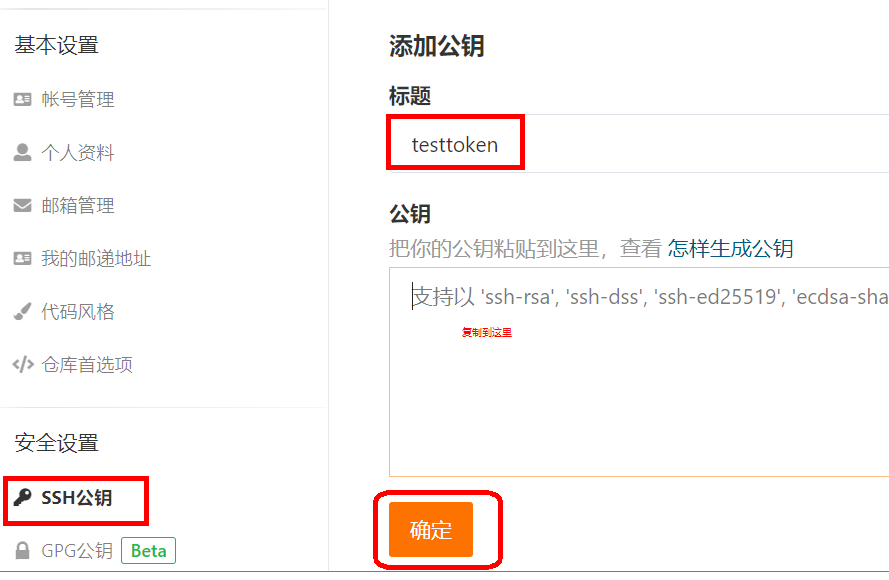 基本设置
帐号管理
个人资料
邮箱管理
我的邮递地址
代码风格
仓库首选项
安全设置
SSH公钥
GPG公钥 Beta
添加公钥
标题
testtoken
公钥
把你的公钥粘贴到这里，查看 怎样生成公钥
支持以 'ssh-rsa', 'ssh-dss', 'ssh-ed25519', 'ecdsa-sha
复制到这里
确定